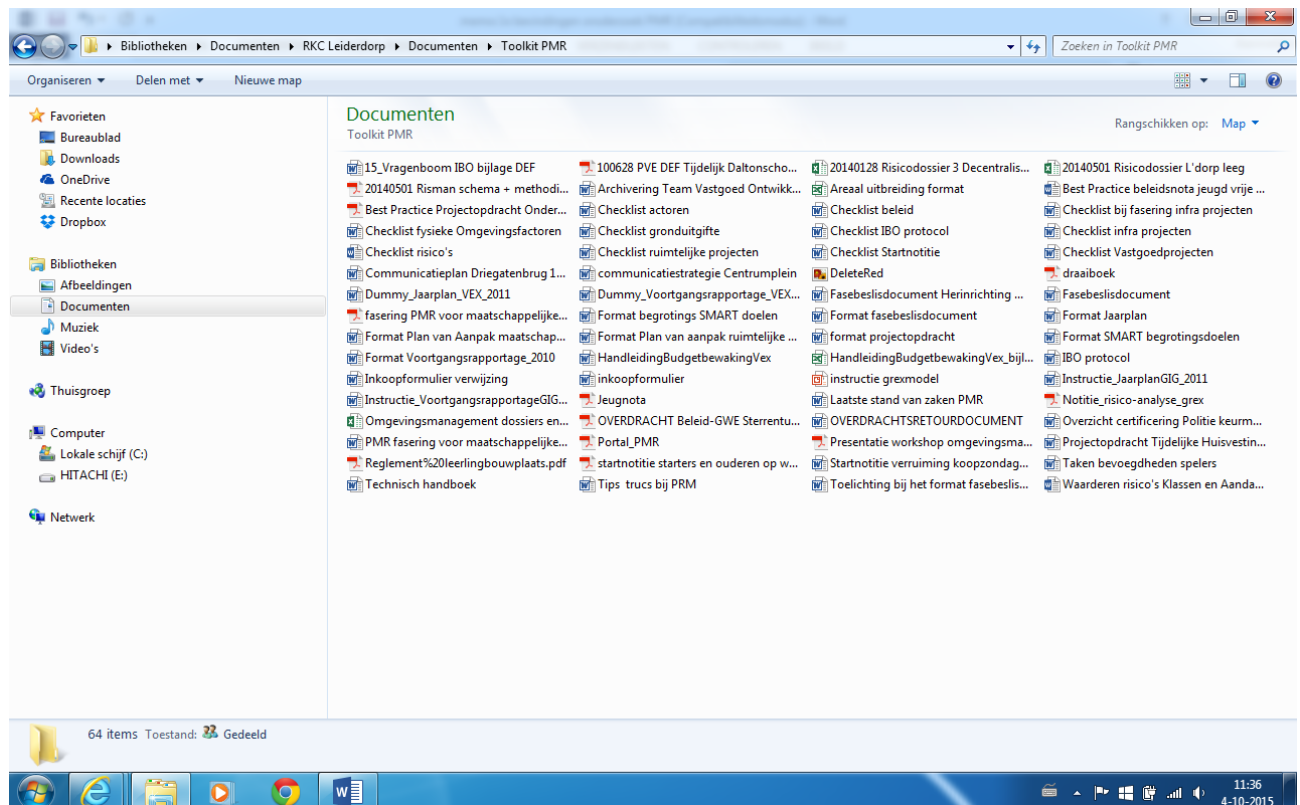 Bibliotheken ▸ Documenten ▸ RKC Leiderdorp ▸ Documenten ▸ Toolkit PMR
Zoeken in Toolkit PMR
Organiseren Delen met Nieuwe map
Favorieten
Bureaublad
Downloads
OneDrive
Recente locaties
Dropbox
Bibliotheken
Afbeeldingen
Documenten
Muziek
Video's
Thuisgroep
Computer
Lokale schijf (C:)
HITACHI (E:)
Netwerk
Documenten
Toolkit PMR
Rangschikken op: Map
15_Vragenboom IBO bijlage DEF 100628 PVE DEF Tijdelijk Daltonscho... 20140128 Risicodossier 3 Decentralis... 20140501 Risicodossier L'dorp leeg
20140501 Risman schema + methodi... Archivering Team Vastgoed Ontwikk... Areaal uitbreiding format Best Practice beleidsnota jeugd vrije ...
Best Practice Projectopdracht Onder... Checklist actoren Checklist beleid Checklist bij fasering infra projecten
Checklist fysieke Omgevingsfactoren Checklist gronduitgifte Checklist IBO protocol Checklist infra projecten
Checklist risico's Checklist ruimtelijke projecten Checklist Startnotitie Checklist Vastgoedprojecten
Communicatieplan Driegatenbrug 1... communicatiestrategie Centrumplein DeleteRed draaiboek
Dummy_Jaarplan_VEX_2011 Dummy_Voortgangsrapportage_VEX... Fasebeslisdocument Herinrichting ... Fasebeslisdocument
fasering PMR voor maatschappelijke... Format begrotings SMART doelen Format fasebeslisdocument Format Jaarplan
Format Plan van Aanpak maatschap... Format Plan van aanpak ruimtelijke ... format projectopdracht Format SMART begrotingsdoelen
Format Voortgangsrapportage_2010 HandleidingBudgetbewakingVex HandleidingBudgetbewakingVex_bijl... IBO protocol
Inkoopformulier verwijzing inkoopformulier instructie grexmodel Instructie_JaarplanGIG_2011
Instructie_VoortgangsrapportageGIG... Jeugnota Laatste stand van zaken PMR Notitie_risico-analyse_grex
Omgevingsmanagement dossiers en... OVERDRACHT Beleid-GWE Sterrentu... OVERDRACHTSRETOURDOCUMENT Overzicht certificering Politie keurm...
PMR fasering voor maatschappelijke... Portal_PMR Presentatie workshop omgevingsma... Projectopdracht Tijdelijke Huisvestin...
Reglement%20leerlingbouwplaats.pdf startnotitie starters en ouderen op w... Startnotitie verruiming koopzondag... Taken bevoegdheden spelers
Technisch handboek Tips trucs bij PRM Toelichting bij het format fasebeslis... Waarderen risico's Klassen en Aanda...
64 items Toestand: Gedeeld
11:36
4-10-2015